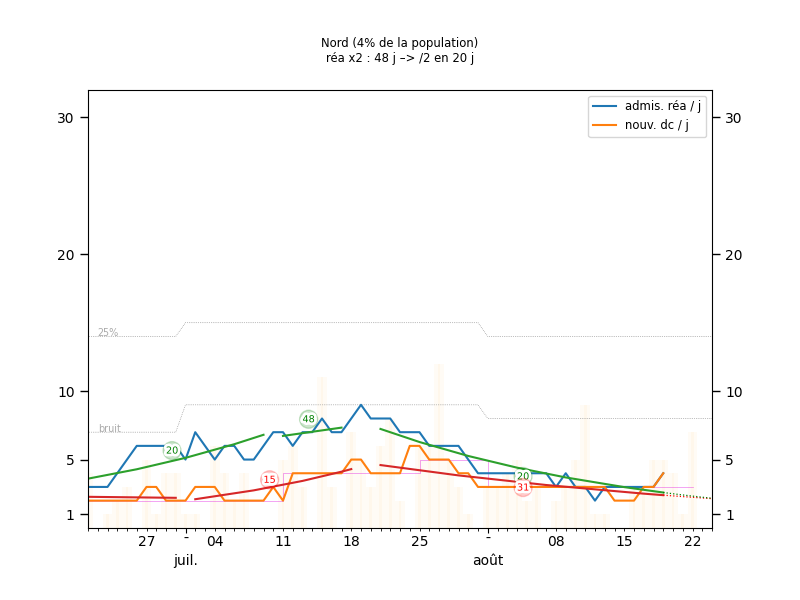 Nord (4% de la population)
réa x2 : 48 j –> /2 en 20 j
admis. réa / j
nouv. dc / j
30 30
20 20
25%
10 10
bruit
48
20
5 5
15
20
31
1 1
27 - 04 11 18 25 - 08 15 22
juil. août